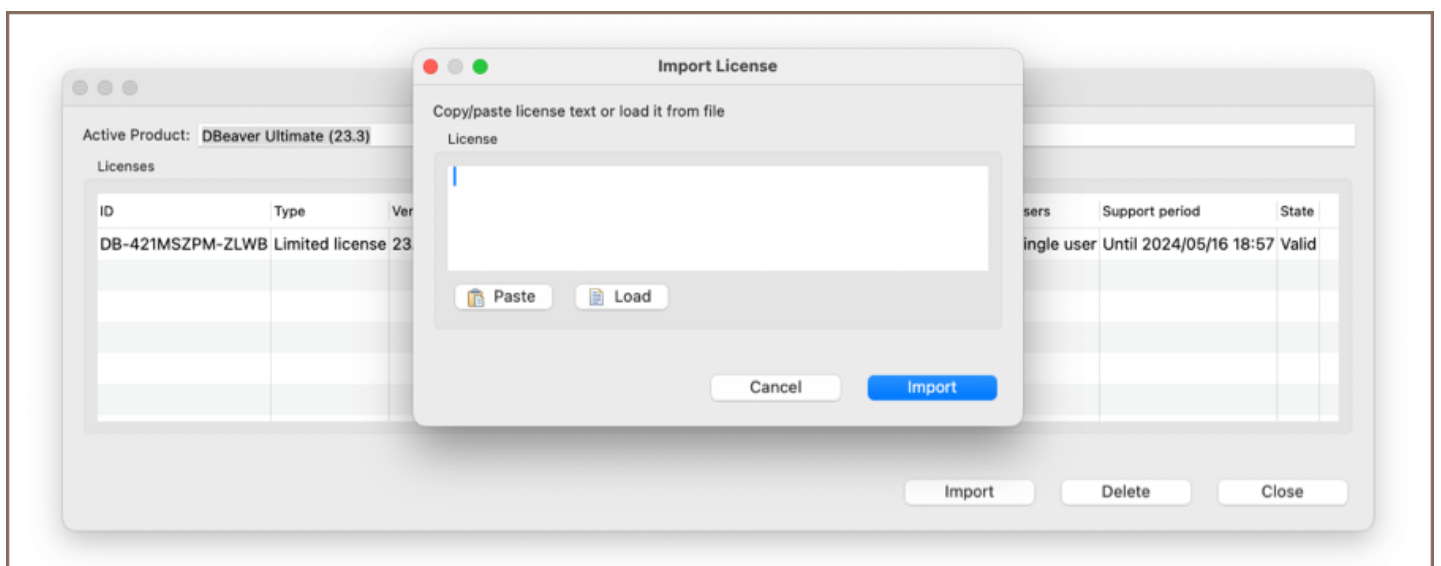 Import License
Copy/paste license text or load it from file
Active Product: DBeaver Ultimate (23.3)
License
Licenses
ID Type Ver sers Support period State
DB-421MSZPM-ZLWB Limited license 23. ingle user Until 2024/05/16 18:57 Valid
Paste Load
Cancel Import
Import Delete Close